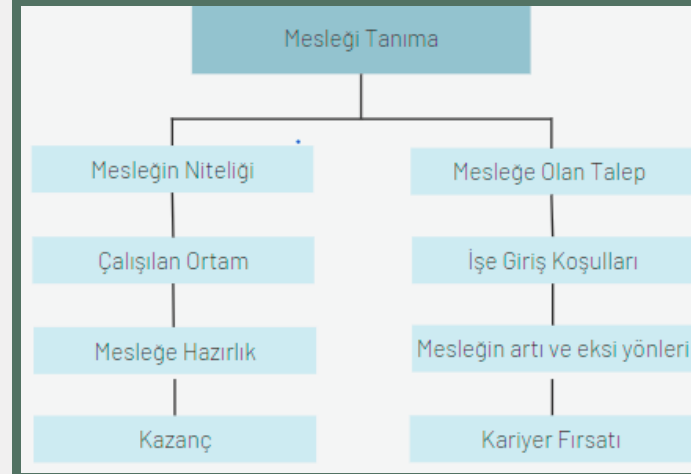 Mesleği Tanıma
Mesleğin Niteliği
Mesleğe Olan Talep
Çalışılan Ortam
İşe Giriş Koşulları
Mesleğe Hazırlık
Mesleğin artı ve eksi yönleri
Kazanç
Kariyer Fırsatı